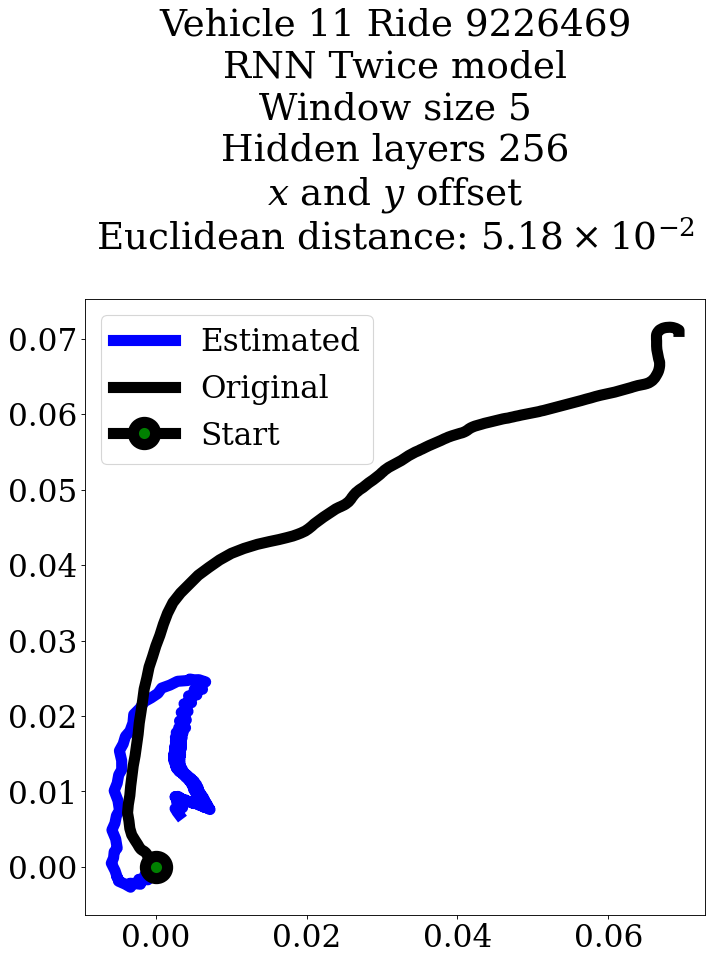 Vehicle 11 Ride 9226469
RNN Twice model
Window size 5
Hidden layers 256
x and y offset
Euclidean distance: 5.18 × 10⁻²
Estimated
Original
Start
0.07
0.06
0.05
0.04
0.03
0.02
0.01
0.00
0.00 0.02 0.04 0.06